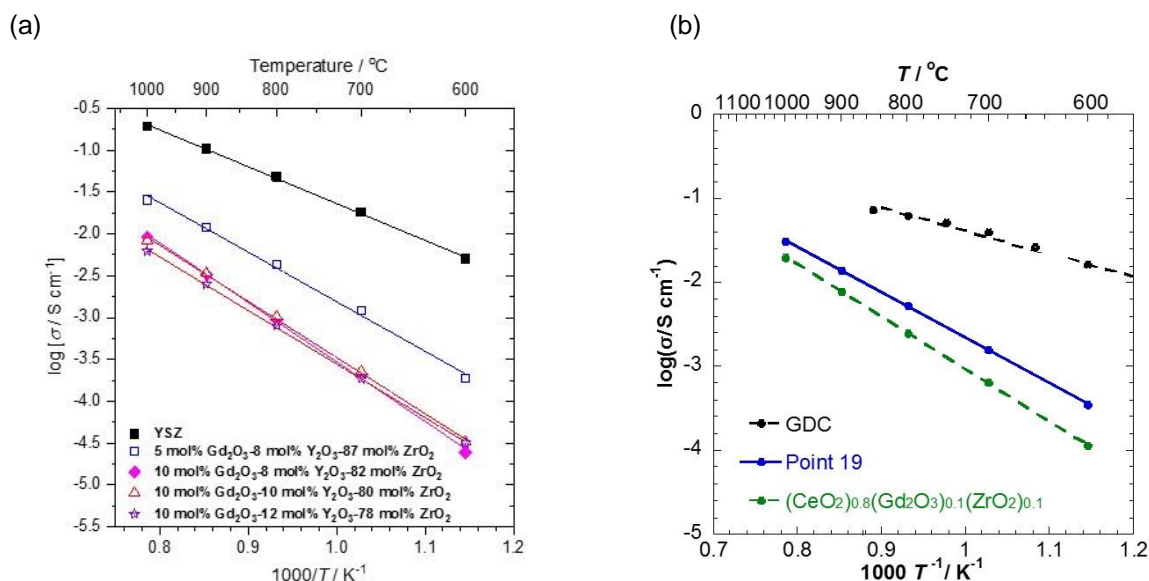 (a)
Temperature / °C
1000 900 800 700 600
-0.5
-1.0
-1.5
-2.0
-2.5
-3.0
-3.5
-4.0
-4.5
-5.0
-5.5
log [σ / S cm⁻¹]
YSZ
5 mol% Gd₂O₃-8 mol% Y₂O₃-87 mol% ZrO₂
10 mol% Gd₂O₃-8 mol% Y₂O₃-82 mol% ZrO₂
10 mol% Gd₂O₃-10 mol% Y₂O₃-80 mol% ZrO₂
10 mol% Gd₂O₃-12 mol% Y₂O₃-78 mol% ZrO₂
0.8 0.9 1.0 1.1 1.2
1000/T / K⁻¹
(b)
T / °C
1100 1000 900 800 700 600
0
-1
-2
-3
-4
-5
log(σ/S cm⁻¹)
GDC
Point 19
(CeO₂)₀.₈(Gd₂O₃)₀.₁(ZrO₂)₀.₁
0.7 0.8 0.9 1 1.1 1.2
1000 T⁻¹/ K⁻¹